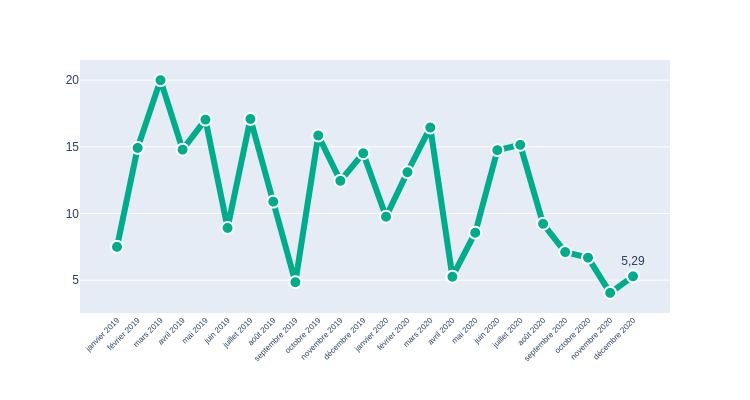 20
15
10
5
5,29
janvier 2019
février 2019
mars 2019
avril 2019
mai 2019
juin 2019
juillet 2019
août 2019
septembre 2019
octobre 2019
novembre 2019
décembre 2019
janvier 2020
février 2020
mars 2020
avril 2020
mai 2020
juin 2020
juillet 2020
août 2020
septembre 2020
octobre 2020
novembre 2020
décembre 2020